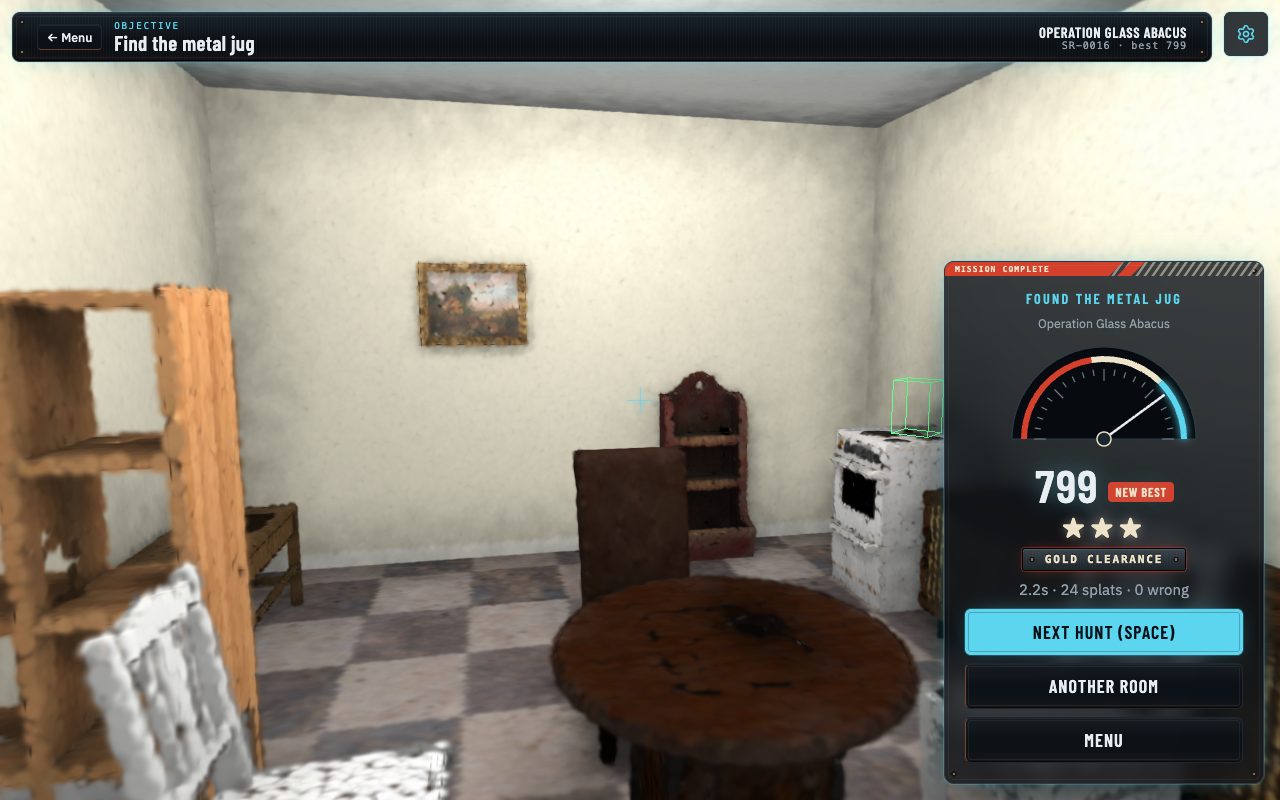 ← Menu
OBJECTIVE
Find the metal jug
OPERATION GLASS ABACUS
SR-0016 · best 799
MISSION COMPLETE
FOUND THE METAL JUG
Operation Glass Abacus
799 NEW BEST
GOLD CLEARANCE
2.2s · 24 splats · 0 wrong
NEXT HUNT (SPACE)
ANOTHER ROOM
MENU